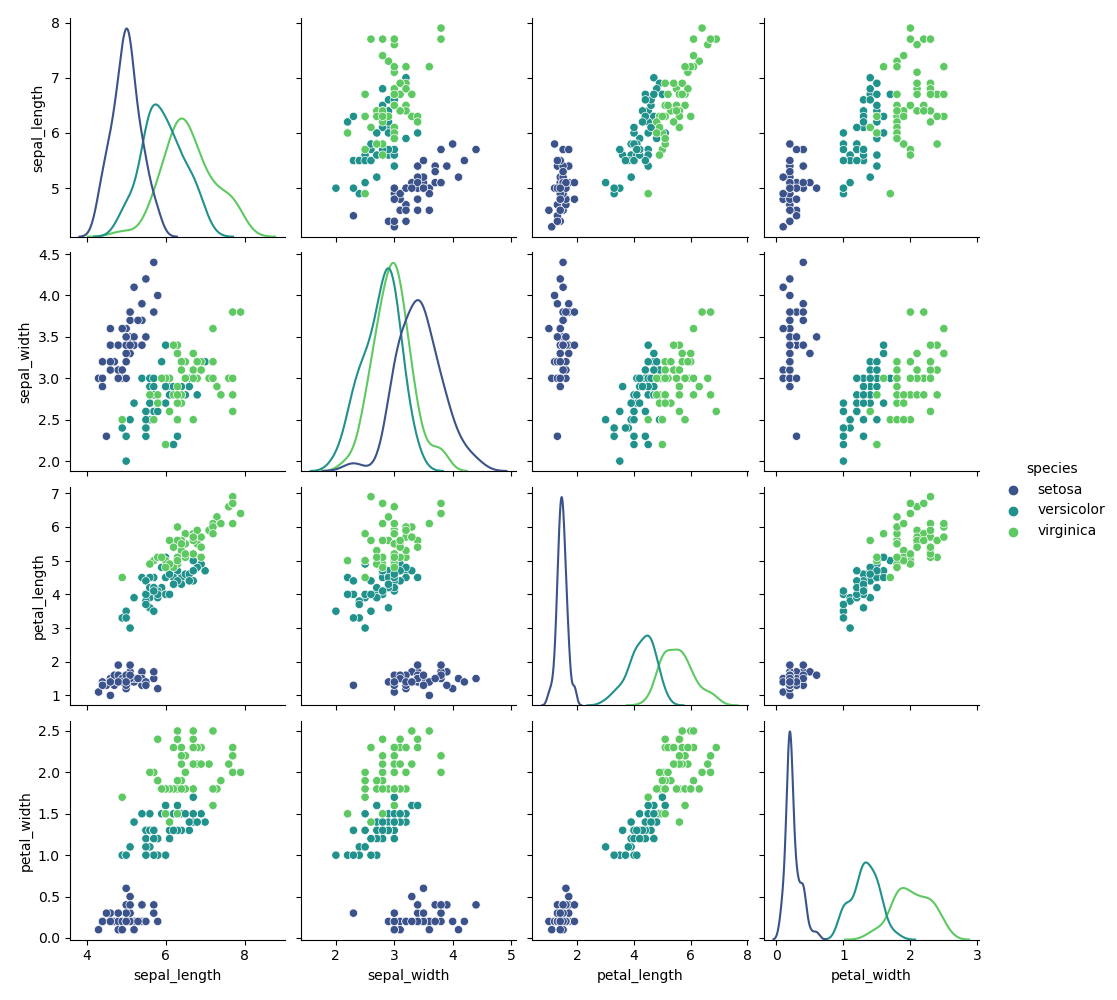 8
7
6
5
sepal_length
4.5
4.0
3.5
3.0
2.5
2.0
sepal_width
species
setosa
versicolor
virginica
7
6
5
4
3
2
1
petal_length
2.5
2.0
1.5
1.0
0.5
0.0
petal_width
4 6 8 2 3 4 5 2 4 6 8 0 1 2 3
sepal_length sepal_width petal_length petal_width